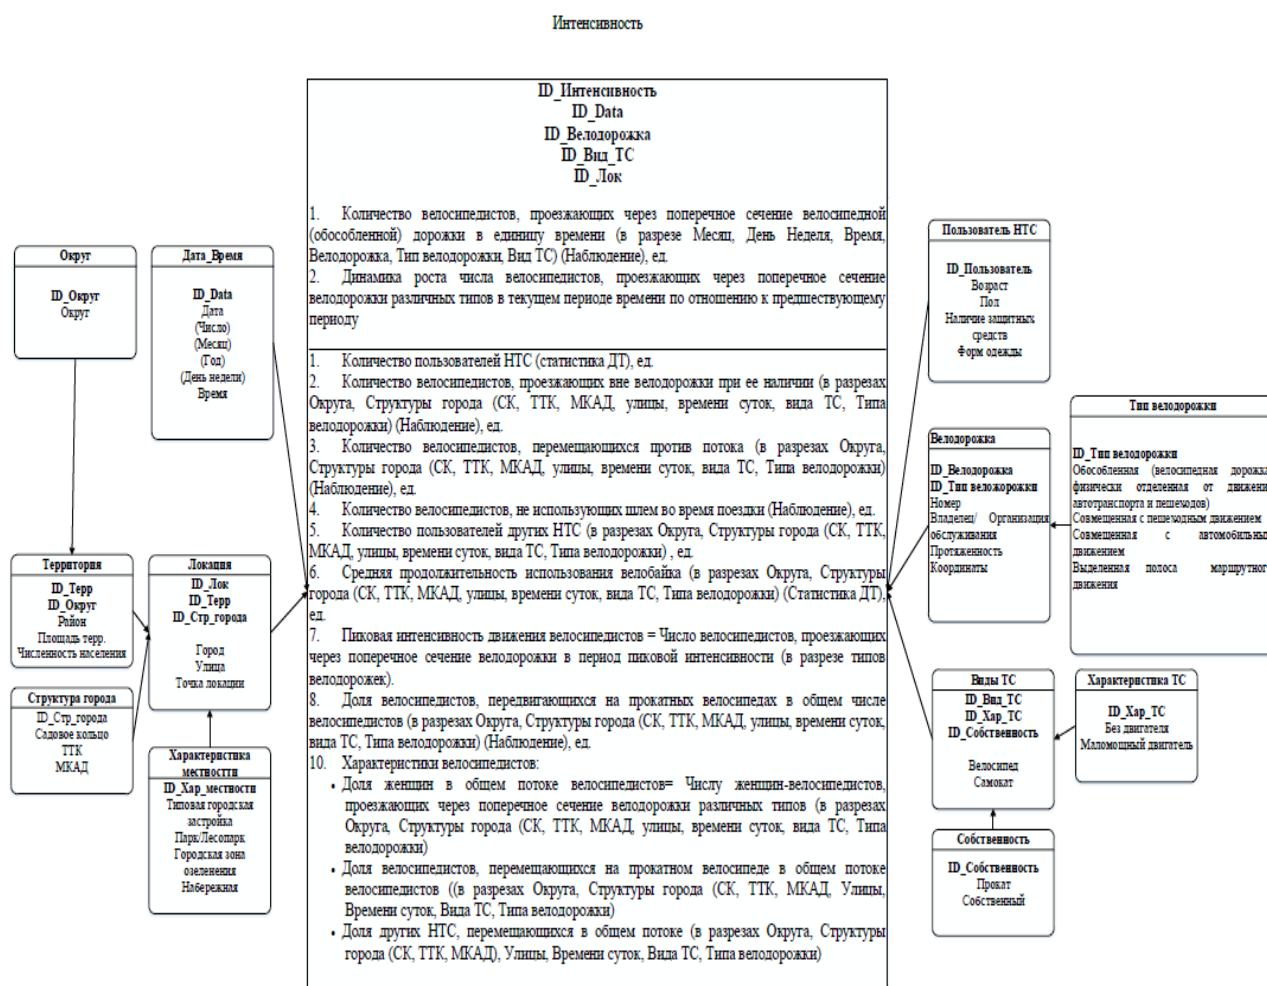 Интенсивность
ID_Интенсивность
ID_Data
ID_Велодорожка
ID_Вид_ТС
ID_Лок
1. Количество велосипедистов, проезжающих через поперечное сечение велосипедной
(обособленной) дорожки в единицу времени (в разрезе Месяц, День Неделя, Время,
Велодорожка, Тип велодорожки, Вид ТС) (Наблюдение), ед.
2. Динамика роста числа велосипедистов, проезжающих через поперечное сечение
велодорожки различных типов в текущем периоде времени по отношению к предшествующему
периоду
1. Количество пользователей НТС (статистика ДТ), ед.
2. Количество велосипедистов, проезжающих вне велодорожки при ее наличии (в разрезах
Округа, Структуры города (СК, ТТК, МКАД, улицы, времени суток, вида ТС, Типа
велодорожки) (Наблюдение), ед.
3. Количество велосипедистов, перемещающихся против потока (в разрезах Округа,
Структуры города (СК, ТТК, МКАД, улицы, времени суток, вида ТС, Типа велодорожки)
(Наблюдение), ед.
4. Количество велосипедистов, не использующих шлем во время поездки (Наблюдение), ед.
5. Количество пользователей других НТС (в разрезах Округа, Структуры города (СК, ТТК,
МКАД, улицы, времени суток, вида ТС, Типа велодорожки) , ед.
6. Средняя продолжительность использования велобайка (в разрезах Округа, Структуры
города (СК, ТТК, МКАД, улицы, времени суток, вида ТС, Типа велодорожки) (Статистика ДТ),
ед.
7. Пиковая интенсивность движения велосипедистов = Число велосипедистов, проезжающих
через поперечное сечение велодорожки в период пиковой интенсивности (в разрезе типов
велодорожек).
8. Доля велосипедистов, передвигающихся на прокатных велосипедах в общем числе
велосипедистов (в разрезах Округа, Структуры города (СК, ТТК, МКАД, улицы, времени суток,
вида ТС, Типа велодорожки) (Наблюдение), ед.
10. Характеристики велосипедистов:
• Доля женщин в общем потоке велосипедистов= Числу женщин-велосипедистов,
проезжающих через поперечное сечение велодорожки различных типов (в разрезах
Округа, Структуры города (СК, ТТК, МКАД, улицы, времени суток, вида ТС, Типа
велодорожки)
• Доля велосипедистов, перемещающихся на прокатном велосипеде в общем потоке
велосипедистов ((в разрезах Округа, Структуры города (СК, ТТК, МКАД, Улицы,
Времени суток, Вида ТС, Типа велодорожки)
• Доля других НТС, перемещающихся в общем потоке (в разрезах Округа, Структуры
города (СК, ТТК, МКАД), Улицы, Времени суток, Вида ТС, Типа велодорожки)
Округ
ID_Округ
Округ
Дата_Время
ID_Data
Дата
(Число)
(Месяц)
(Год)
(День недели)
Время
Территория
ID_Терр
ID_Округ
Район
Площадь терр.
Численность населения
Локация
ID_Лок
ID_Терр
ID_Стр_города
Город
Улица
Точка локации
Структура города
ID_Стр_города
Садовое кольцо
ТТК
МКАД
Характеристика
местностти
ID_Хар_местности
Типовая городская
застройка
Парк/Лесопарк
Городская зона
озеленения
Набережная
Пользователь НТС
ID_Пользователь
Возраст
Пол
Наличие защитных
средств
Форм одежды
Велодорожка
ID_Велодорожка
ID_Тип веложорожки
Номер
Владелец/ Организация
обслуживания
Протяженность
Координаты
Тип велодорожки
ID_Тип велодорожки
Обособленная (велосипедная дорожка
физически отделенная от движени
автотранспорта и пешеходов)
Совмещенная с пешеходным движением
Совмещенная с автомобильны
движением
Выделенная полоса маршрутног
движения
Виды ТС
ID_Вид_ТС
ID_Хар_ТС
ID_Собственность
Велосипед
Самокат
Характеристика ТС
ID_Хар_ТС
Без двигателя
Маломощный двигатель
Собственность
ID_Собственность
Прокат
Собственный